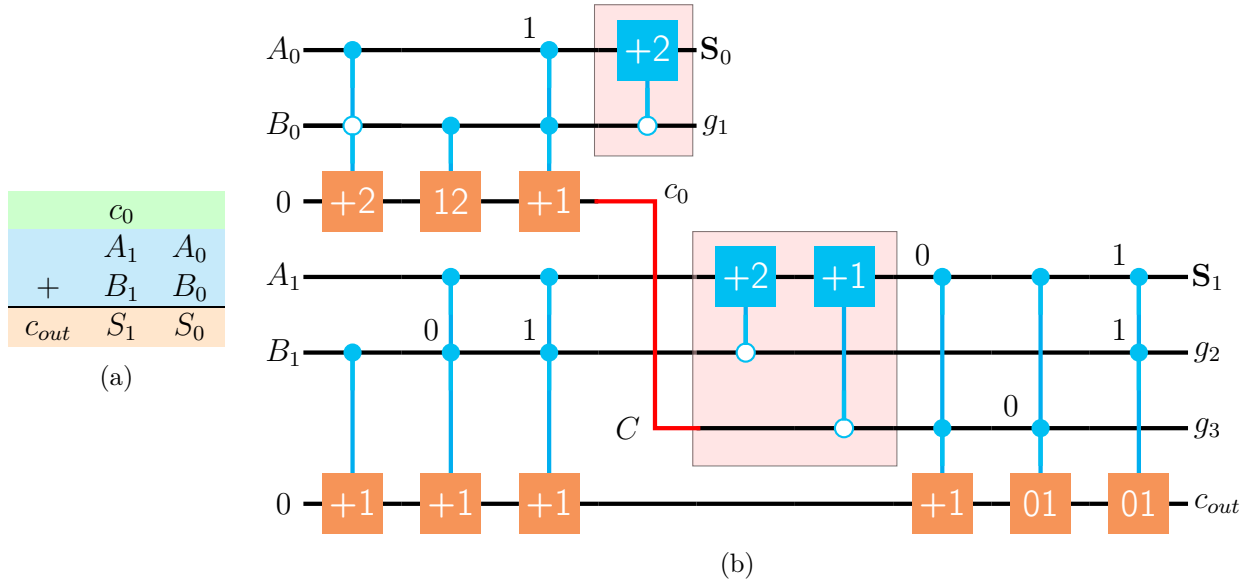 c₀
A₁ A₀
+ B₁ B₀
c_out S₁ S₀
(a)
1
A₀ +2 S₀
B₀ g₁
0 +2 12 +1 c₀
0 1
A₁ +2 +1 S₁
0 1 1
B₁ g₂
0
C g₃
0 +1 +1 +1 +1 01 01 c_out
(b)